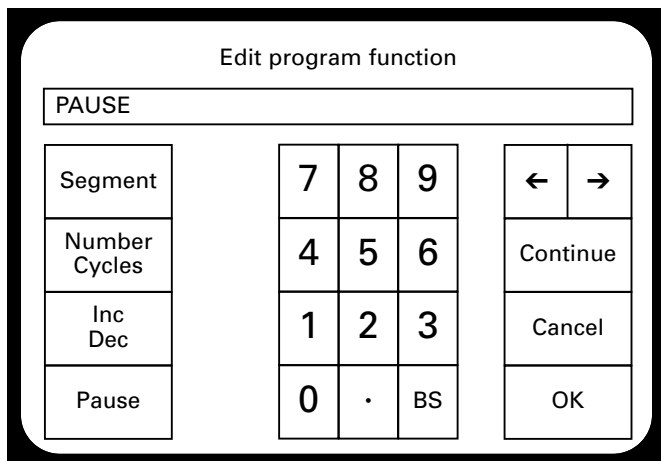 Edit program function
PAUSE
Segment
7 8 9
← →
Number
Cycles
4 5 6
Continue
Inc
Dec
1 2 3
Cancel
Pause
0 . BS
OK